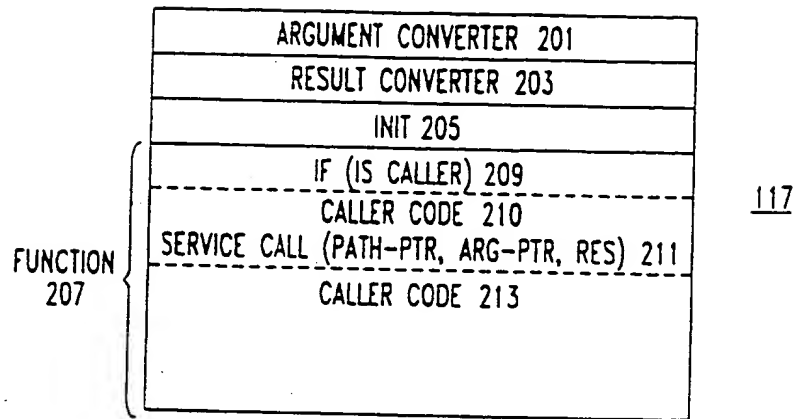 ARGUMENT CONVERTER 201
RESULT CONVERTER 203
INIT 205
IF (IS CALLER) 209
CALLER CODE 210
SERVICE CALL (PATH-PTR, ARG-PTR, RES) 211
CALLER CODE 213
FUNCTION
207
117